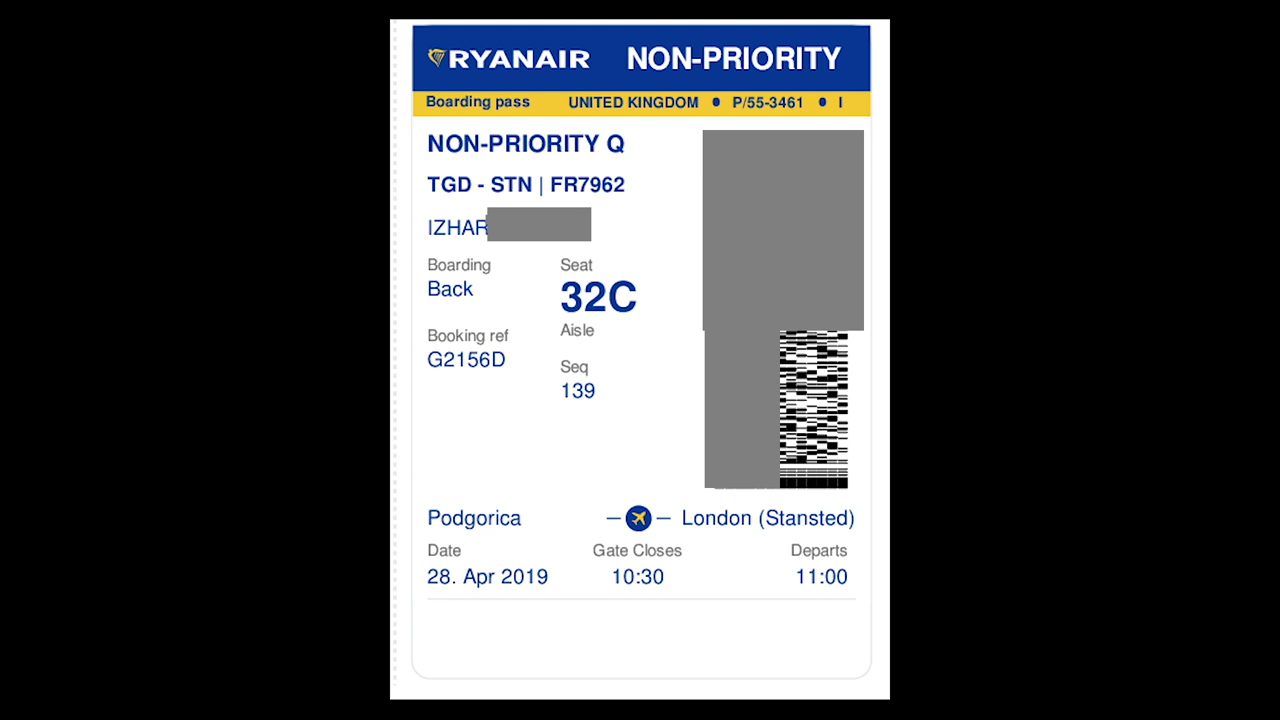 RYANAIR NON-PRIORITY
Boarding pass UNITED KINGDOM • P/55-3461 • I
NON-PRIORITY Q
TGD - STN | FR7962
IZHAR
Boarding Seat
Back 32C
Aisle
Booking ref
G2156D
Seq
139
Podgorica London (Stansted)
Date Gate Closes Departs
28. Apr 2019 10:30 11:00